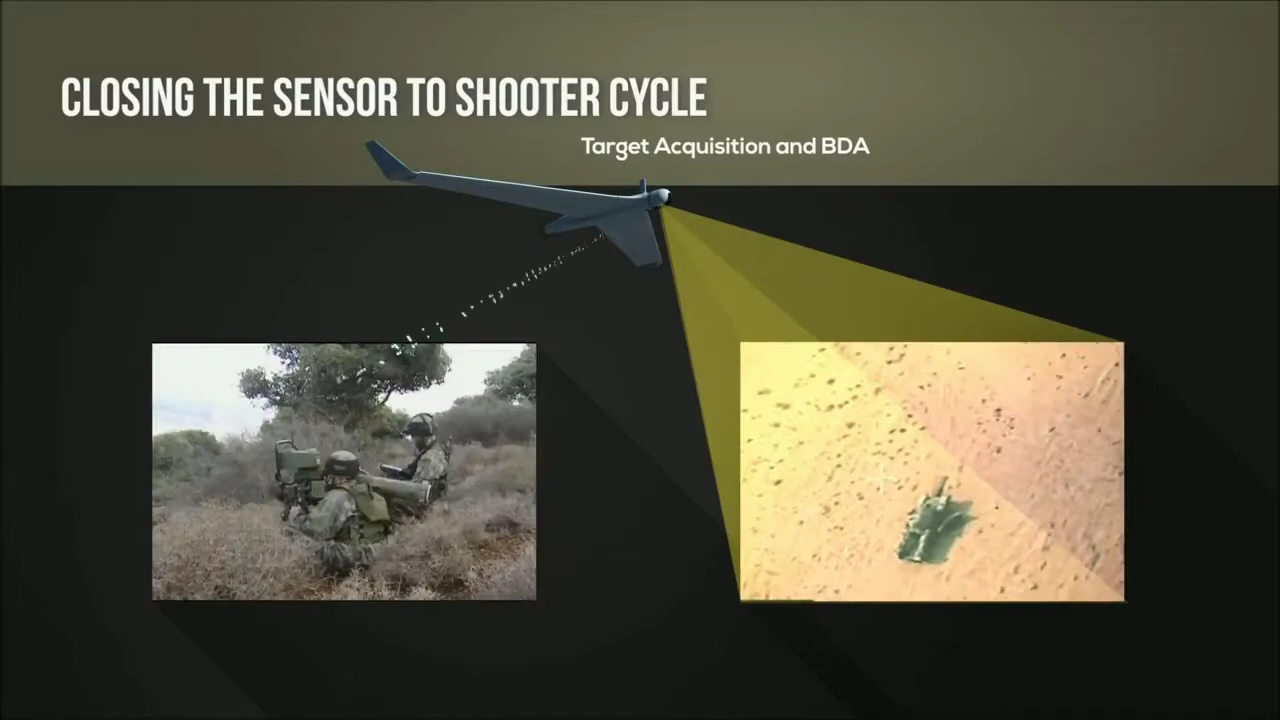 CLOSING THE SENSOR TO SHOOTER CYCLE
Target Acquisition and BDA